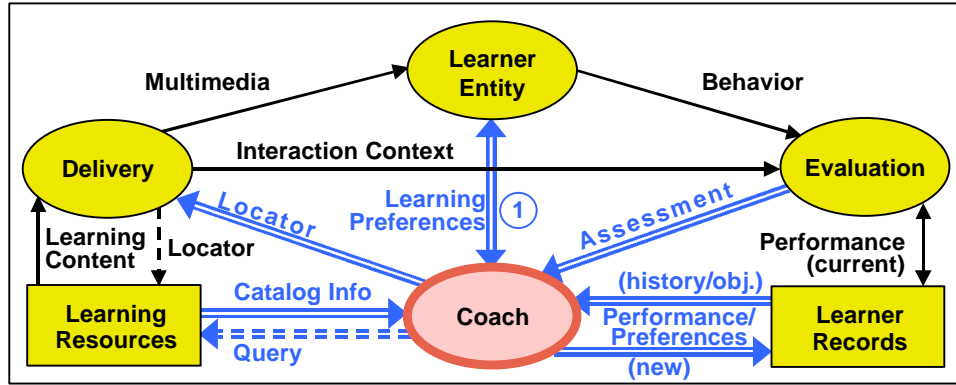 Learner
Entity
Multimedia
Behavior
Delivery
Interaction Context
Evaluation
Learning
Preferences
1
Locator
Assessment
Learning
Content
Locator
Performance
(current)
Learning
Resources
Catalog Info
Query
Coach
(history/obj.)
Performance/
Preferences
(new)
Learner
Records